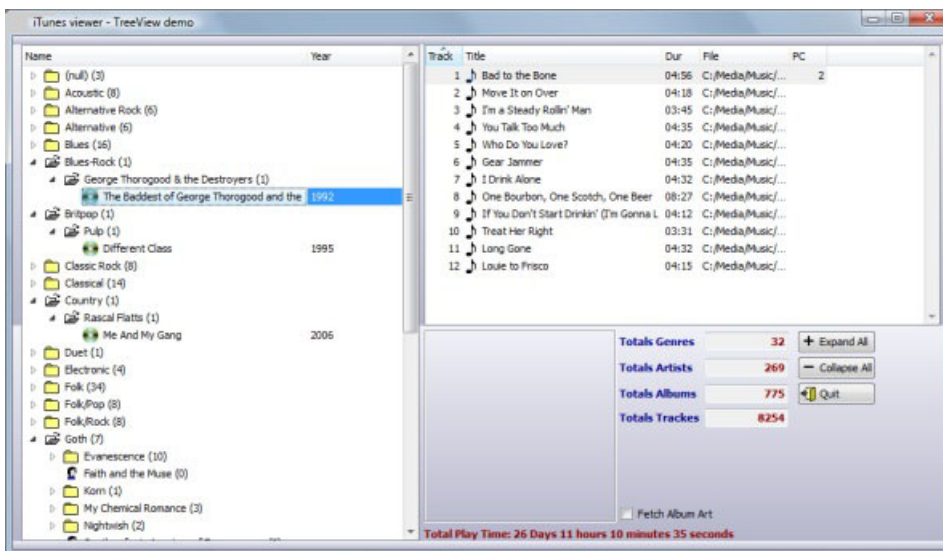 iTunes viewer - TreeView demo
Name Year
(null) (3)
Acoustic (8)
Alternative Rock (6)
Alternative (6)
Blues (16)
Blues-Rock (1)
George Thorogood & the Destroyers (1)
The Baddest of George Thorogood and the 1992
Britpop (1)
Pulp (1)
Different Class 1995
Classic Rock (8)
Classical (14)
Country (1)
Rascal Flatts (1)
Me And My Gang 2006
Duet (1)
Electronic (4)
Folk (34)
Folk/Pop (8)
Folk/Rock (8)
Goth (7)
Evanescence (10)
Faith and the Muse (0)
Korn (1)
My Chemical Romance (3)
Nightwish (2)
Track Title Dur File PC
1 Bad to the Bone 04:56 C:/Media/Music/... 2
2 Move It on Over 04:18 C:/Media/Music/...
3 I'm a Steady Rollin' Man 03:45 C:/Media/Music/...
4 You Talk Too Much 04:35 C:/Media/Music/...
5 Who Do You Love? 04:20 C:/Media/Music/...
6 Gear Jammer 04:35 C:/Media/Music/...
7 I Drink Alone 04:32 C:/Media/Music/...
8 One Bourbon, One Scotch, One Beer 08:27 C:/Media/Music/...
9 If You Don't Start Drinkin' (I'm Gonna L 04:12 C:/Media/Music/...
10 Treat Her Right 03:31 C:/Media/Music/...
11 Long Gone 04:32 C:/Media/Music/...
12 Louie to Frisco 04:15 C:/Media/Music/...
Totals Genres 32 Expand All
Totals Artists 269 Collapse All
Totals Albums 775 Quit
Totals Trackes 8254
Fetch Album Art
Total Play Time: 26 Days 11 hours 10 minutes 35 seconds